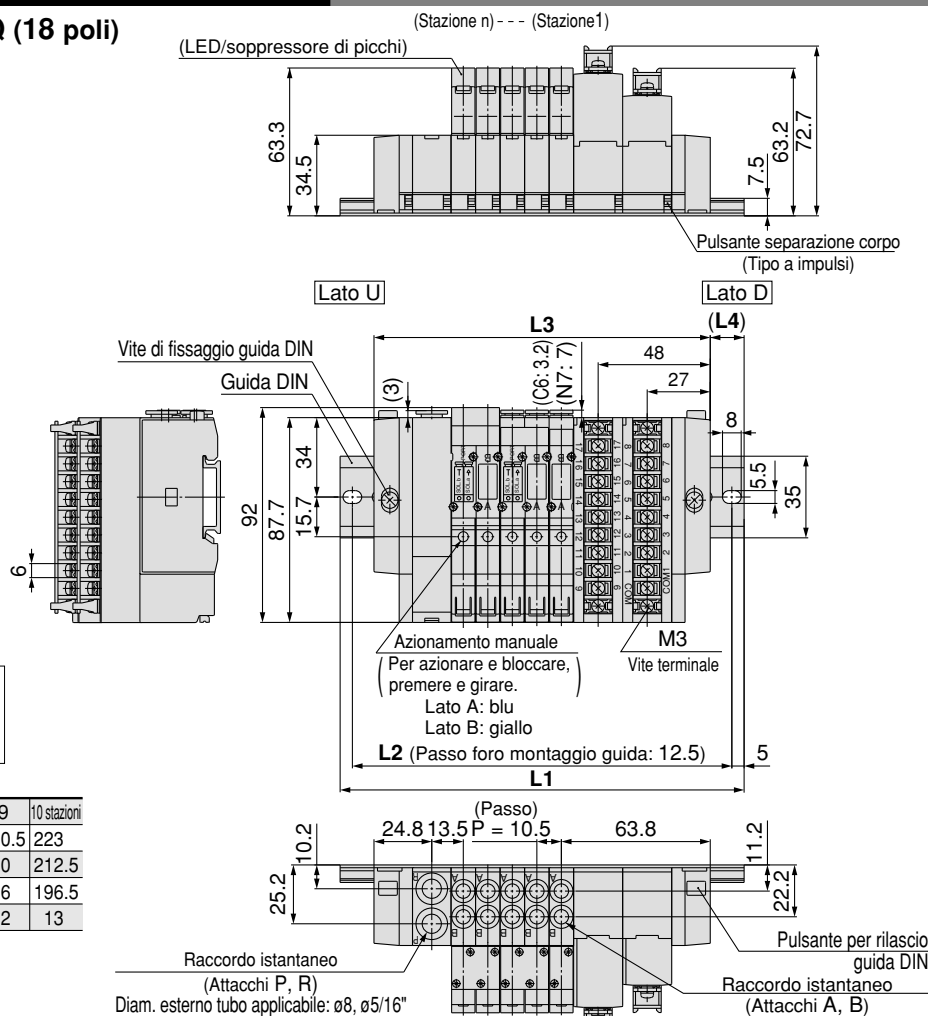 Q (18 poli)
(Stazione n) - - - (Stazione1)
(LED/soppressore di picchi)
63.3
34.5
7.5
63.2
72.7
Pulsante separazione corpo
(Tipo a impulsi)
Lato U
Lato D
L3
(L4)
Vite di fissaggio guida DIN
Guida DIN
(3)
(C6: 3.2)
(N7: 7)
48
27
8
5.5
35
34
15.7
92
87.7
6
Azionamento manuale
(Per azionare e bloccare,
premere e girare.)
Lato A: blu
Lato B: giallo
M3
Vite terminale
L2 (Passo foro montaggio guida: 12.5)
5
L1
(Passo)
24.8
13.5
P = 10.5
63.8
10.2
25.2
11.2
22.2
9 10 stazioni
0.5 223
0 212.5
6 196.5
2 13
Raccordo istantaneo
(Attacchi P, R)
Diam. esterno tubo applicabile: ø8, ø5/16"
Pulsante per rilascio
guida DIN
Raccordo istantaneo
(Attacchi A, B)